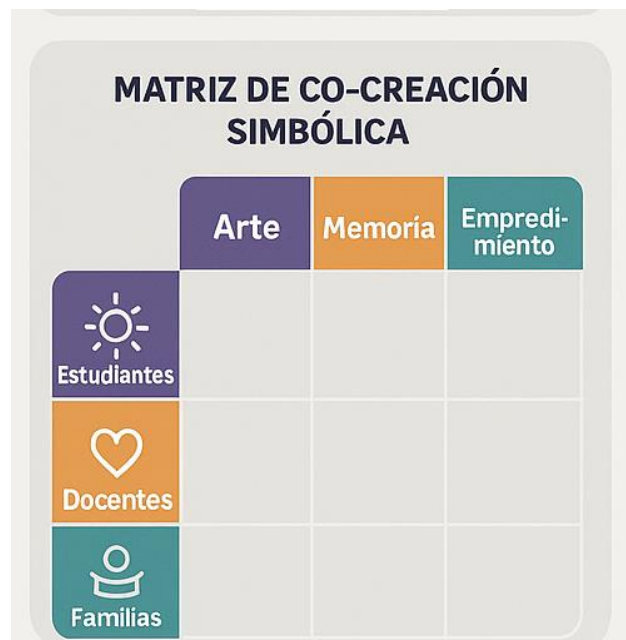 MATRIZ DE CO-CREACIÓN
SIMBÓLICA
Arte
Memoria
Empredi-
miento
Estudiantes
Docentes
Familias